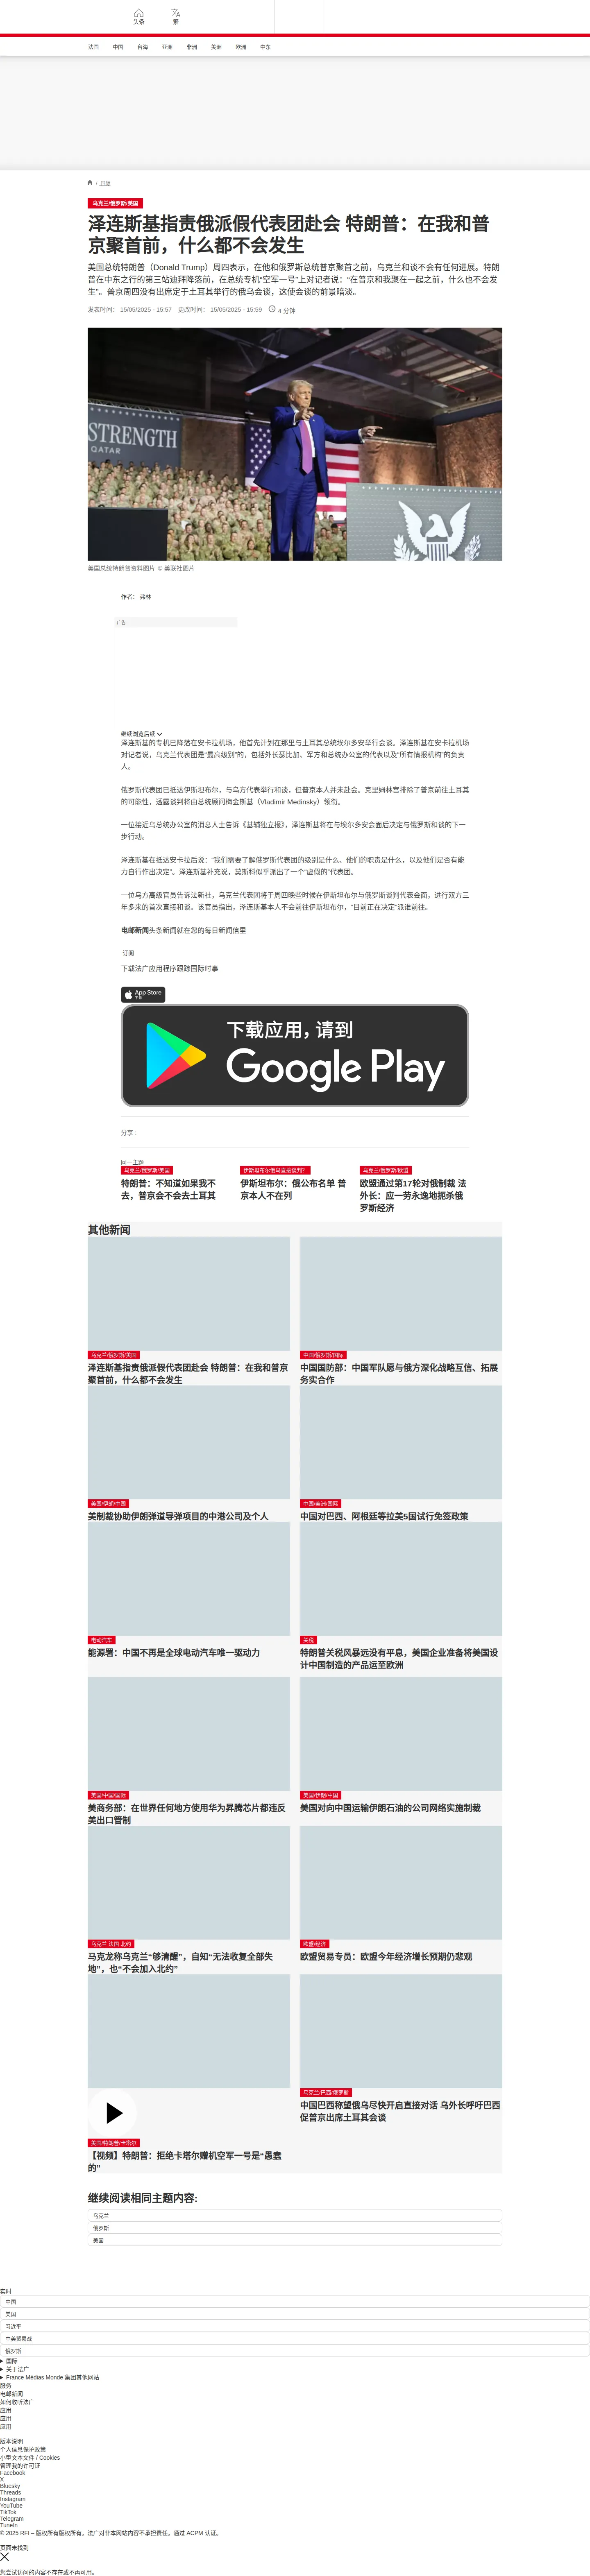 头条
繁
法国
中国
台海
亚洲
非洲
美洲
欧洲
中东
/ 国际
乌克兰/俄罗斯/美国
泽连斯基指责俄派假代表团赴会 特朗普：在我和普
京聚首前，什么都不会发生
美国总统特朗普（Donald Trump）周四表示，在他和俄罗斯总统普京聚首之前，乌克兰和谈不会有任何进展。特朗
普在中东之行的第三站迪拜降落前，在总统专机“空军一号”上对记者说：“在普京和我聚在一起之前，什么也不会发
生”。普京周四没有出席定于土耳其举行的俄乌会谈，这使会谈的前景暗淡。
发表时间： 15/05/2025 - 15:57 更改时间： 15/05/2025 - 15:59 4 分钟
STRENGTH
QATAR
美国总统特朗普资料图片 © 美联社图片
作者： 弗林
广告
继续浏览后续
泽连斯基的专机已降落在安卡拉机场，他首先计划在那里与土耳其总统埃尔多安举行会谈。泽连斯基在安卡拉机场
对记者说，乌克兰代表团是“最高级别”的，包括外长瑟比加、军方和总统办公室的代表以及“所有情报机构”的负责
人。
俄罗斯代表团已抵达伊斯坦布尔，与乌方代表举行和谈，但普京本人并未赴会。克里姆林宫排除了普京前往土耳其
的可能性，透露谈判将由总统顾问梅金斯基（Vladimir Medinsky）领衔。
一位接近乌总统办公室的消息人士告诉《基辅独立报》，泽连斯基将在与埃尔多安会面后决定与俄罗斯和谈的下一
步行动。
泽连斯基在抵达安卡拉后说：“我们需要了解俄罗斯代表团的级别是什么、他们的职责是什么，以及他们是否有能
力自行作出决定”。泽连斯基补充说，莫斯科似乎派出了一个“虚假的”代表团。
一位乌方高级官员告诉法新社，乌克兰代表团将于周四晚些时候在伊斯坦布尔与俄罗斯谈判代表会面，进行双方三
年多来的首次直接和谈。该官员指出，泽连斯基本人不会前往伊斯坦布尔，“目前正在决定”派谁前往。
电邮新闻头条新闻就在您的每日新闻信里
订阅
下载法广应用程序跟踪国际时事
App Store
下载
下载应用，请到
Google Play
分享 :
同一主题
乌克兰/俄罗斯/美国
特朗普：不知道如果我不
去，普京会不会去土耳其
伊斯坦布尔俄乌直接谈判？
伊斯坦布尔：俄公布名单 普
京本人不在列
乌克兰/俄罗斯/欧盟
欧盟通过第17轮对俄制裁 法
外长：应一劳永逸地扼杀俄
罗斯经济
其他新闻
乌克兰/俄罗斯/美国
泽连斯基指责俄派假代表团赴会 特朗普：在我和普京
聚首前，什么都不会发生
中国/俄罗斯/国际
中国国防部：中国军队愿与俄方深化战略互信、拓展
务实合作
美国/伊朗/中国
美制裁协助伊朗弹道导弹项目的中港公司及个人
中国/美洲/国际
中国对巴西、阿根廷等拉美5国试行免签政策
电动汽车
能源署：中国不再是全球电动汽车唯一驱动力
关税
特朗普关税风暴远没有平息，美国企业准备将美国设
计中国制造的产品运至欧洲
美国/中国/国际
美商务部：在世界任何地方使用华为昇腾芯片都违反
美出口管制
美国/伊朗/中国
美国对向中国运输伊朗石油的公司网络实施制裁
乌克兰 法国 北约
马克龙称乌克兰“够清醒”，自知“无法收复全部失
地”，也“不会加入北约”
欧盟/经济
欧盟贸易专员：欧盟今年经济增长预期仍悲观
美国/特朗普/卡塔尔
【视频】特朗普：拒绝卡塔尔赠机空军一号是“愚蠢
的”
乌克兰/巴西/俄罗斯
中国巴西称望俄乌尽快开启直接对话 乌外长呼吁巴西
促普京出席土耳其会谈
继续阅读相同主题内容:
乌克兰
俄罗斯
美国
实时
中国
美国
习近平
中美贸易战
俄罗斯
国际
关于法广
France Médias Monde 集团其他网站
服务
电邮新闻
如何收听法广
应用
应用
应用
版本说明
个人信息保护政策
小型文本文件 / Cookies
管理我的许可证
Facebook
X
Bluesky
Threads
Instagram
YouTube
TikTok
Telegram
TuneIn
© 2025 RFI – 版权所有版权所有。法广对非本网站内容不承担责任。通过 ACPM 认证。
页面未找到
您尝试访问的内容不存在或不再可用。